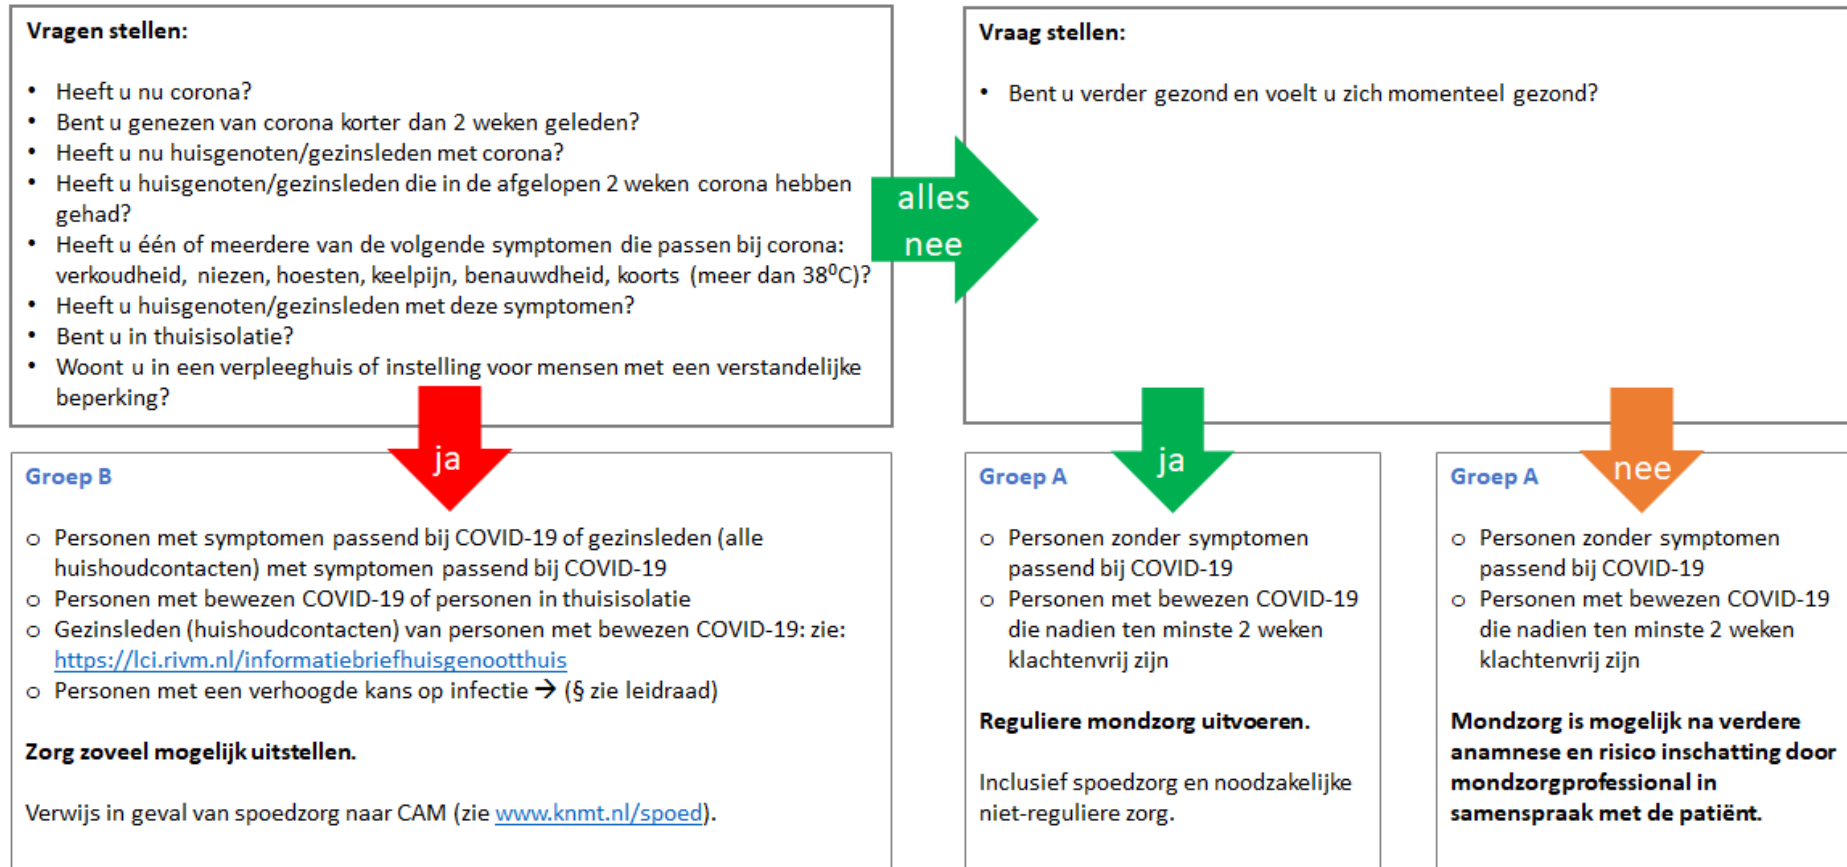 Vragen stellen:
• Heeft u nu corona?
• Bent u genezen van corona korter dan 2 weken geleden?
• Heeft u nu huisgenoten/gezinsleden met corona?
• Heeft u huisgenoten/gezinsleden die in de afgelopen 2 weken corona hebben
gehad?
• Heeft u één of meerdere van de volgende symptomen die passen bij corona:
verkoudheid, niezen, hoesten, keelpijn, benauwdheid, koorts (meer dan 38⁰C)?
• Heeft u huisgenoten/gezinsleden met deze symptomen?
• Bent u in thuisisolatie?
• Woont u in een verpleeghuis of instelling voor mensen met een verstandelijke
beperking?
alles
nee
Vraag stellen:
• Bent u verder gezond en voelt u zich momenteel gezond?
ja
Groep B
o Personen met symptomen passend bij COVID-19 of gezinsleden (alle
huishoudcontacten) met symptomen passend bij COVID-19
o Personen met bewezen COVID-19 of personen in thuisisolatie
o Gezinsleden (huishoudcontacten) van personen met bewezen COVID-19: zie:
https://lci.rivm.nl/informatiebriefhuisgenootthuis
o Personen met een verhoogde kans op infectie → (§ zie leidraad)
Zorg zoveel mogelijk uitstellen.
Verwijs in geval van spoedzorg naar CAM (zie www.knmt.nl/spoed).
ja
Groep A
o Personen zonder symptomen
passend bij COVID-19
o Personen met bewezen COVID-19
die nadien ten minste 2 weken
klachtenvrij zijn
Reguliere mondzorg uitvoeren.
Inclusief spoedzorg en noodzakelijke
niet-reguliere zorg.
nee
Groep A
o Personen zonder symptomen
passend bij COVID-19
o Personen met bewezen COVID-19
die nadien ten minste 2 weken
klachtenvrij zijn
Mondzorg is mogelijk na verdere
anamnese en risico inschatting door
mondzorgprofessional in
samenspraak met de patiënt.